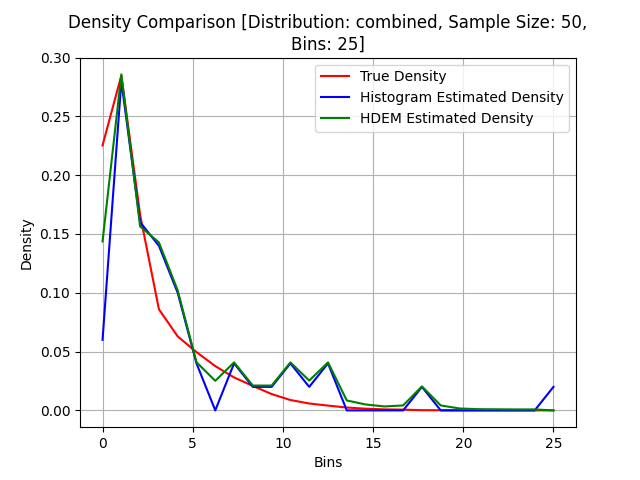 Density Comparison [Distribution: combined, Sample Size: 50,
Bins: 25]
True Density
Histogram Estimated Density
HDEM Estimated Density
Density
0.30
0.25
0.20
0.15
0.10
0.05
0.00
0 5 10 15 20 25
Bins